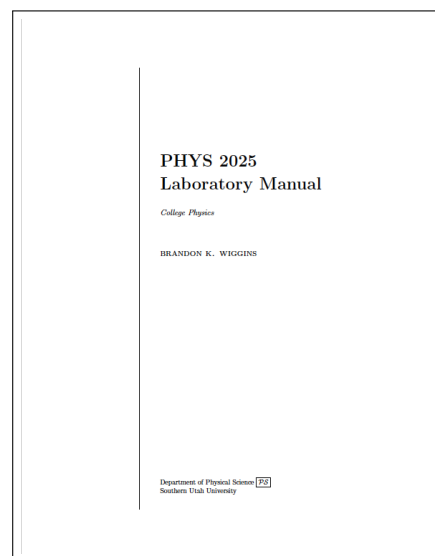 PHYS 2025
Laboratory Manual
College Physics
BRANDON K. WIGGINS
Department of Physical Science PS
Southern Utah University